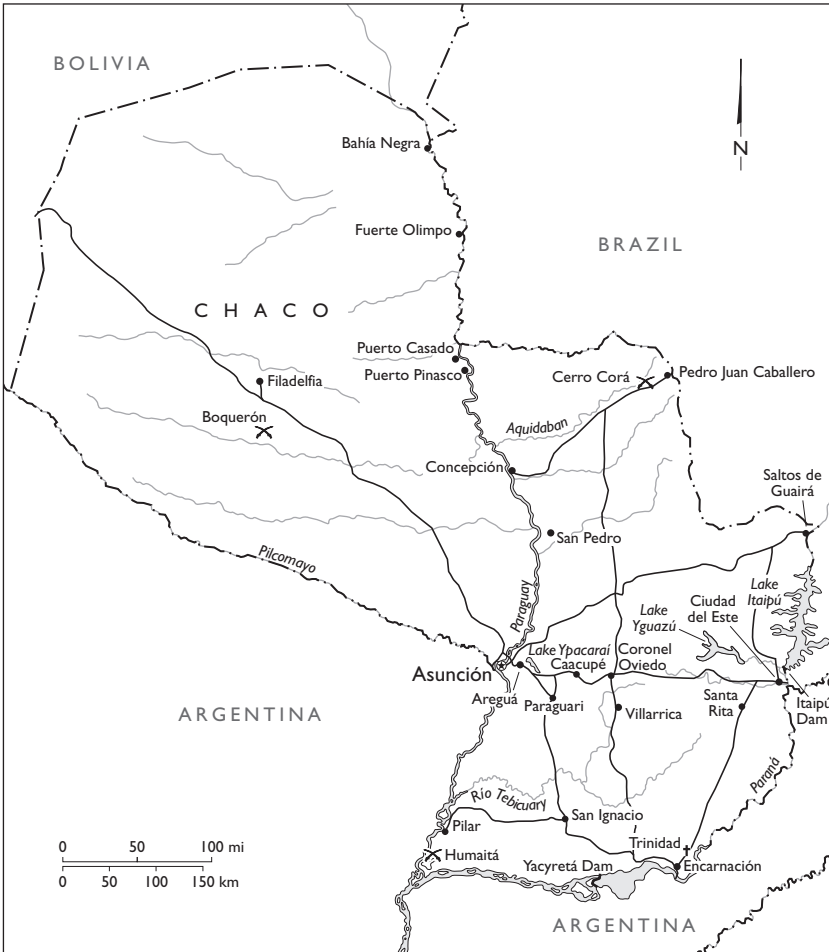 BOLIVIA
Bahía Negra
N
Fuerte Olimpo
BRAZIL
CHACO
Puerto Casado
Puerto Pinasco
Cerro Corá
Pedro Juan Caballero
Filadelfia
Boquerón
Aquidaban
Concepción
Saltos de
Guairá
San Pedro
Pilcomayo
Paraguay
Lake
Itaipú
Lake
Yguazú
Ciudad
del Este
Lake Ypacaraí
Caacupé
Coronel
Oviedo
Asunción
Areguá
Paraguari
Villarrica
Santa
Rita
Itaipú
Dam
ARGENTINA
Paraná
Río Tebicuary
San Ignacio
Pilar
Trinidad
Humaitá
Yacyretá Dam
Encarnación
0 50 100 mi
0 50 100 150 km
ARGENTINA